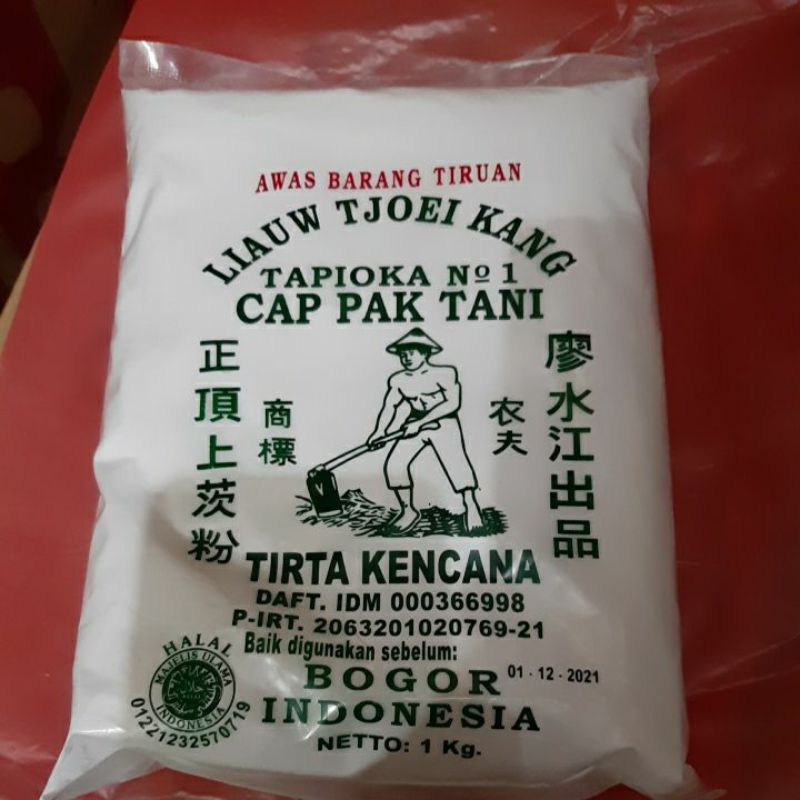 AWAS BARANG TIRUAN
LIAUW TJOEI KANG
TAPIOKA Nº 1
CAP PAK TANI
正頂上茨粉
商標
农夫
廖水江出品
TIRTA KENCANA
DAFT. IDM 000366998
P-IRT. 2063201020769-21
Baik digunakan sebelum:
01 - 12 - 2021
BOGOR
INDONESIA
NETTO: 1 Kg.
HALAL
MAJELIS ULAMA
INDONESIA
01221232570719